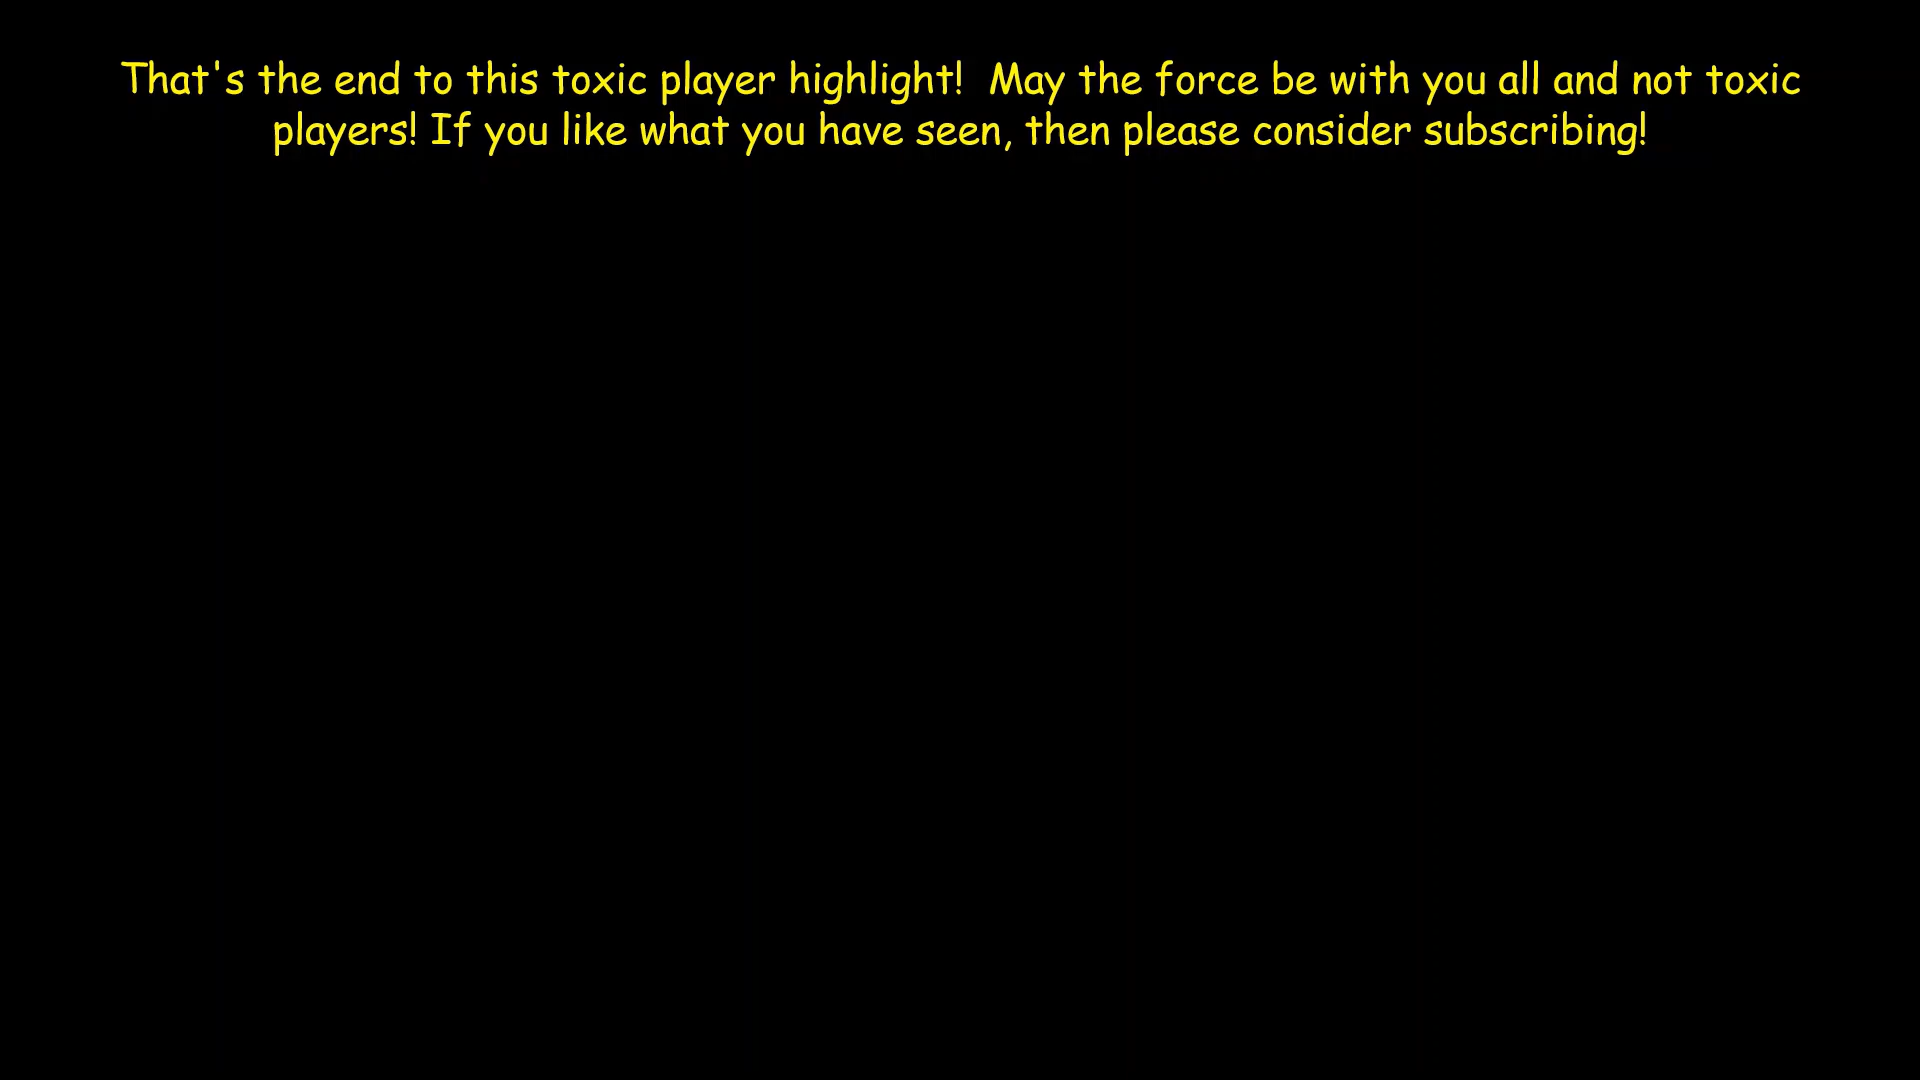 That's the end to this toxic player highlight!  May the force be with you all and not toxic
players! If you like what you have seen, then please consider subscribing!